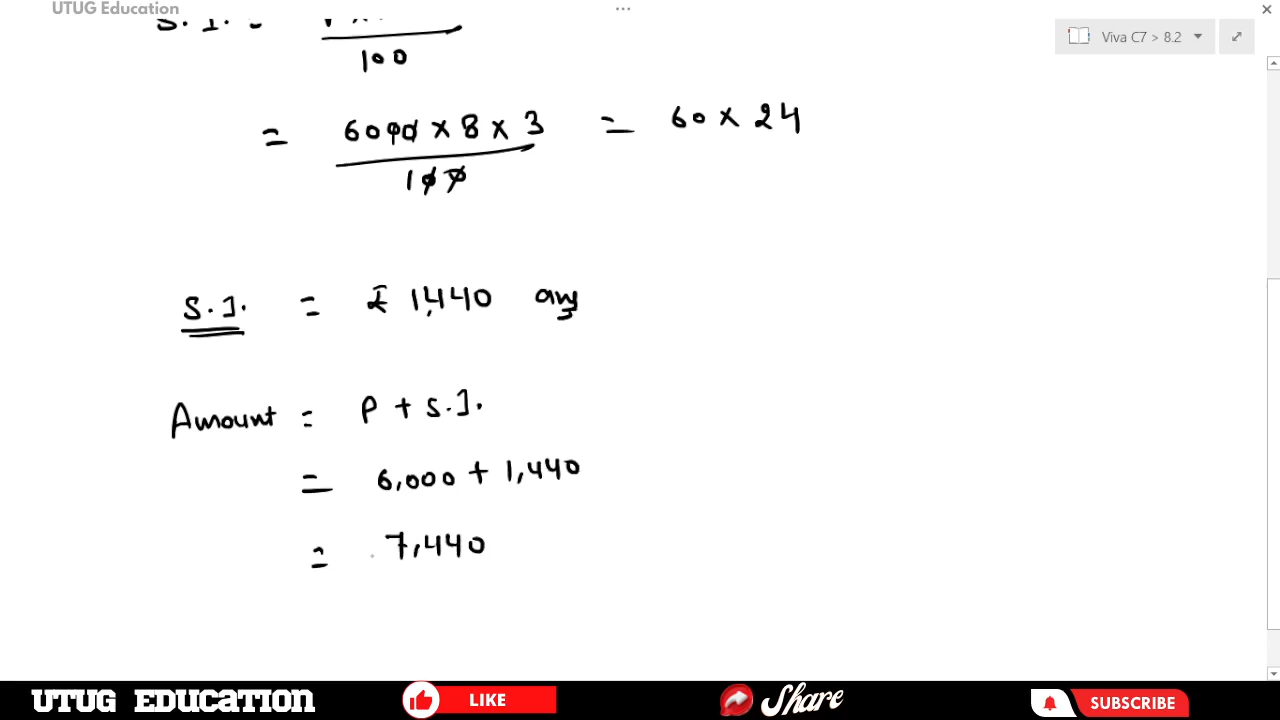 UTUG Education
...
Viva C7 > 8.2
S.I. =
100
= 6000 × 8 × 3 = 60 × 24
100
S.I. = ₹ 1,440 ans
Amount = P + S.I.
= 6,000 + 1,440
= 7,440
UTUG EDUCATION LIKE Share SUBSCRIBE